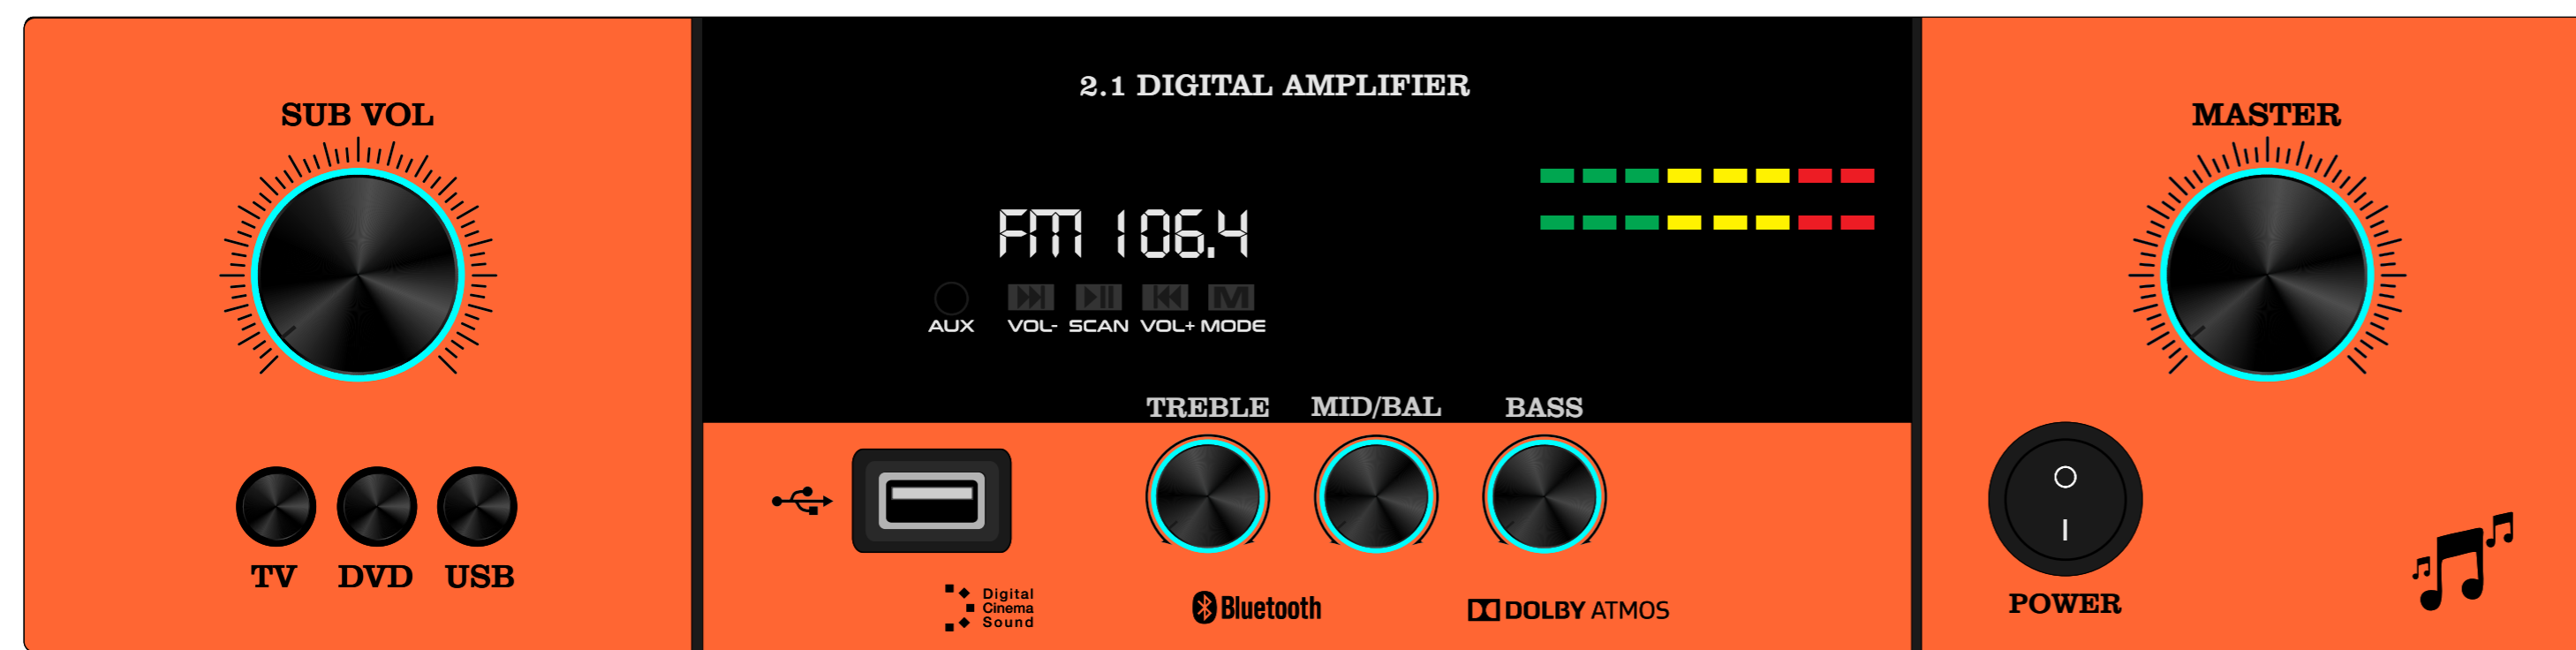 2.1 DIGITAL AMPLIFIER
SUB VOL
MASTER
FM 106.4
M
AUX VOL- SCAN VOL+ MODE
TREBLE MID/BAL BASS
TV DVD USB
Digital
Cinema
Sound
Bluetooth
DOLBY ATMOS
POWER